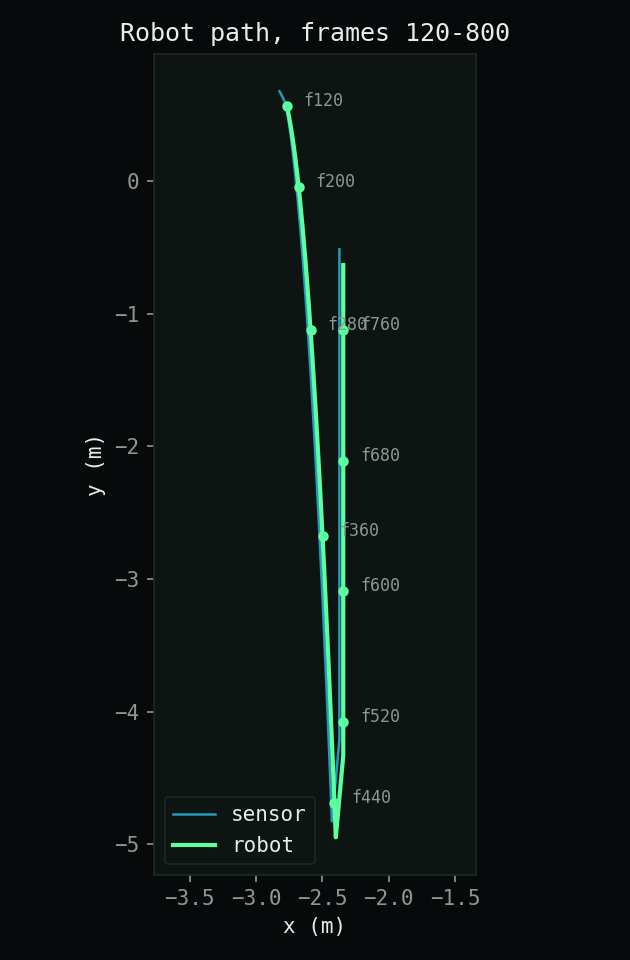 Robot path, frames 120-800
f120
0
f200
−1
f280
f760
−2
f680
y (m)
f360
−3
f600
−4
f520
f440
sensor
robot
−5
−3.5 −3.0 −2.5 −2.0 −1.5
x (m)